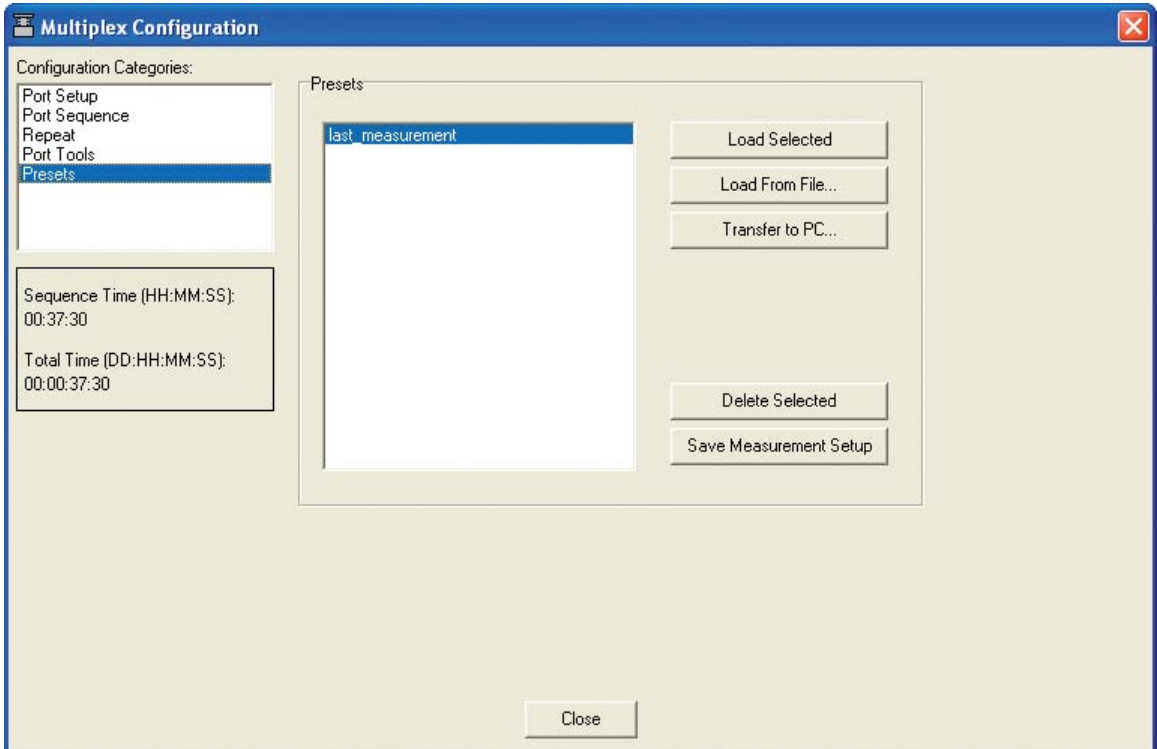 Multiplex Configuration
Configuration Categories:
Port Setup
Port Sequence
Repeat
Port Tools
Presets
Sequence Time (HH:MM:SS):
00:37:30
Total Time (DD:HH:MM:SS):
00:00:37:30
Presets
last_measurement
Load Selected
Load From File...
Transfer to PC...
Delete Selected
Save Measurement Setup
Close